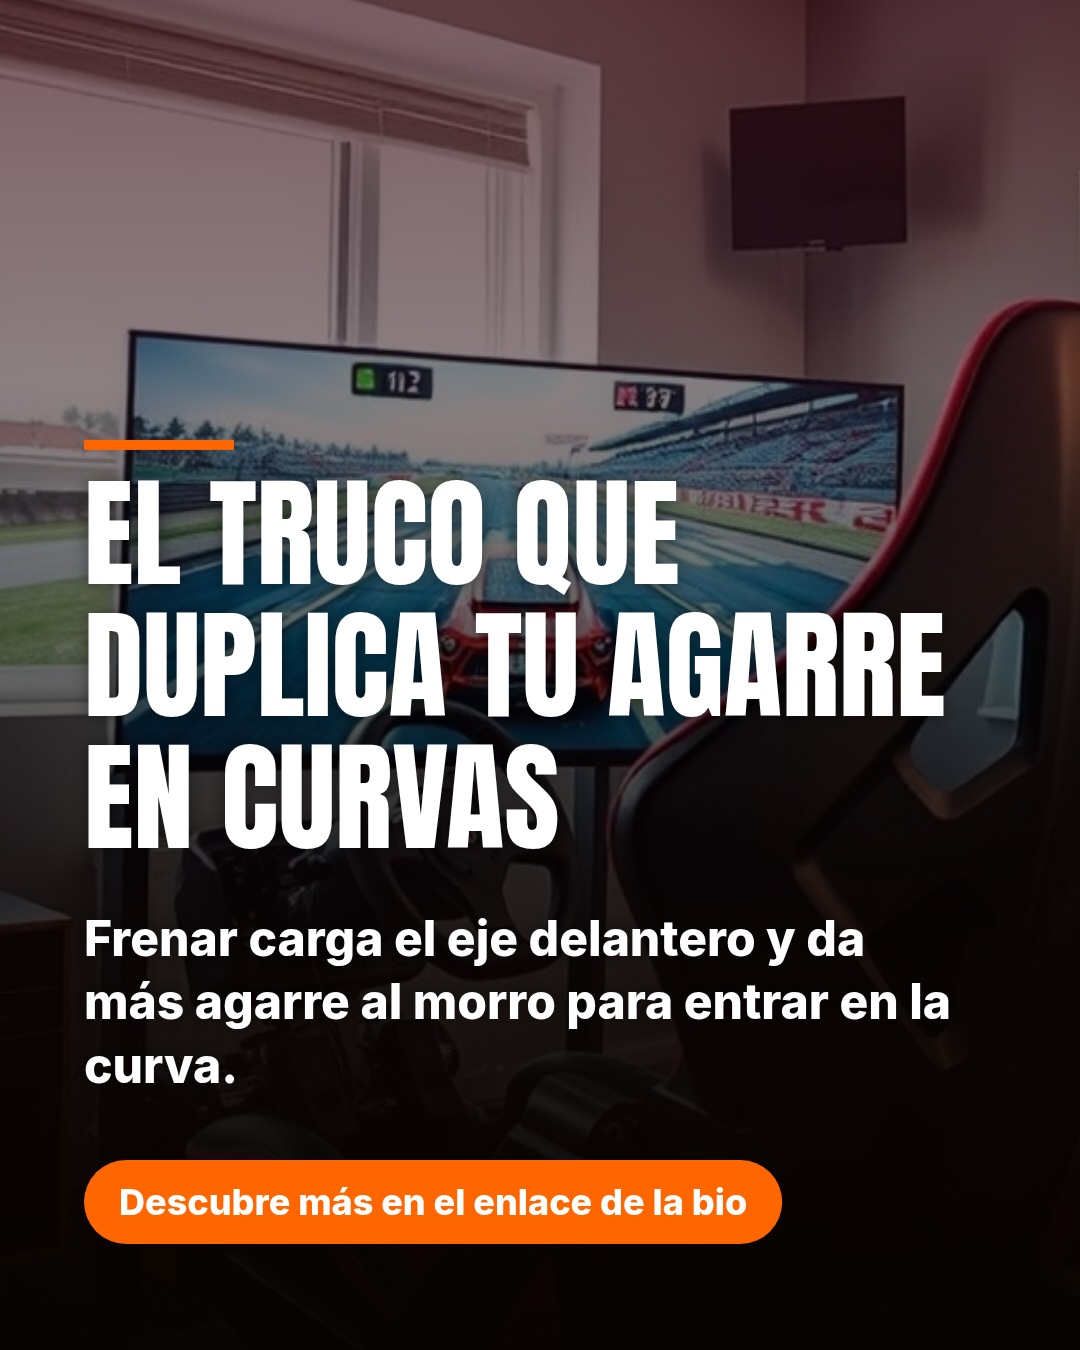 112
EL TRUCO QUE
DUPLICA TU AGARRE
EN CURVAS
Frenar carga el eje delantero y da
más agarre al morro para entrar en la
curva.
Descubre más en el enlace de la bio